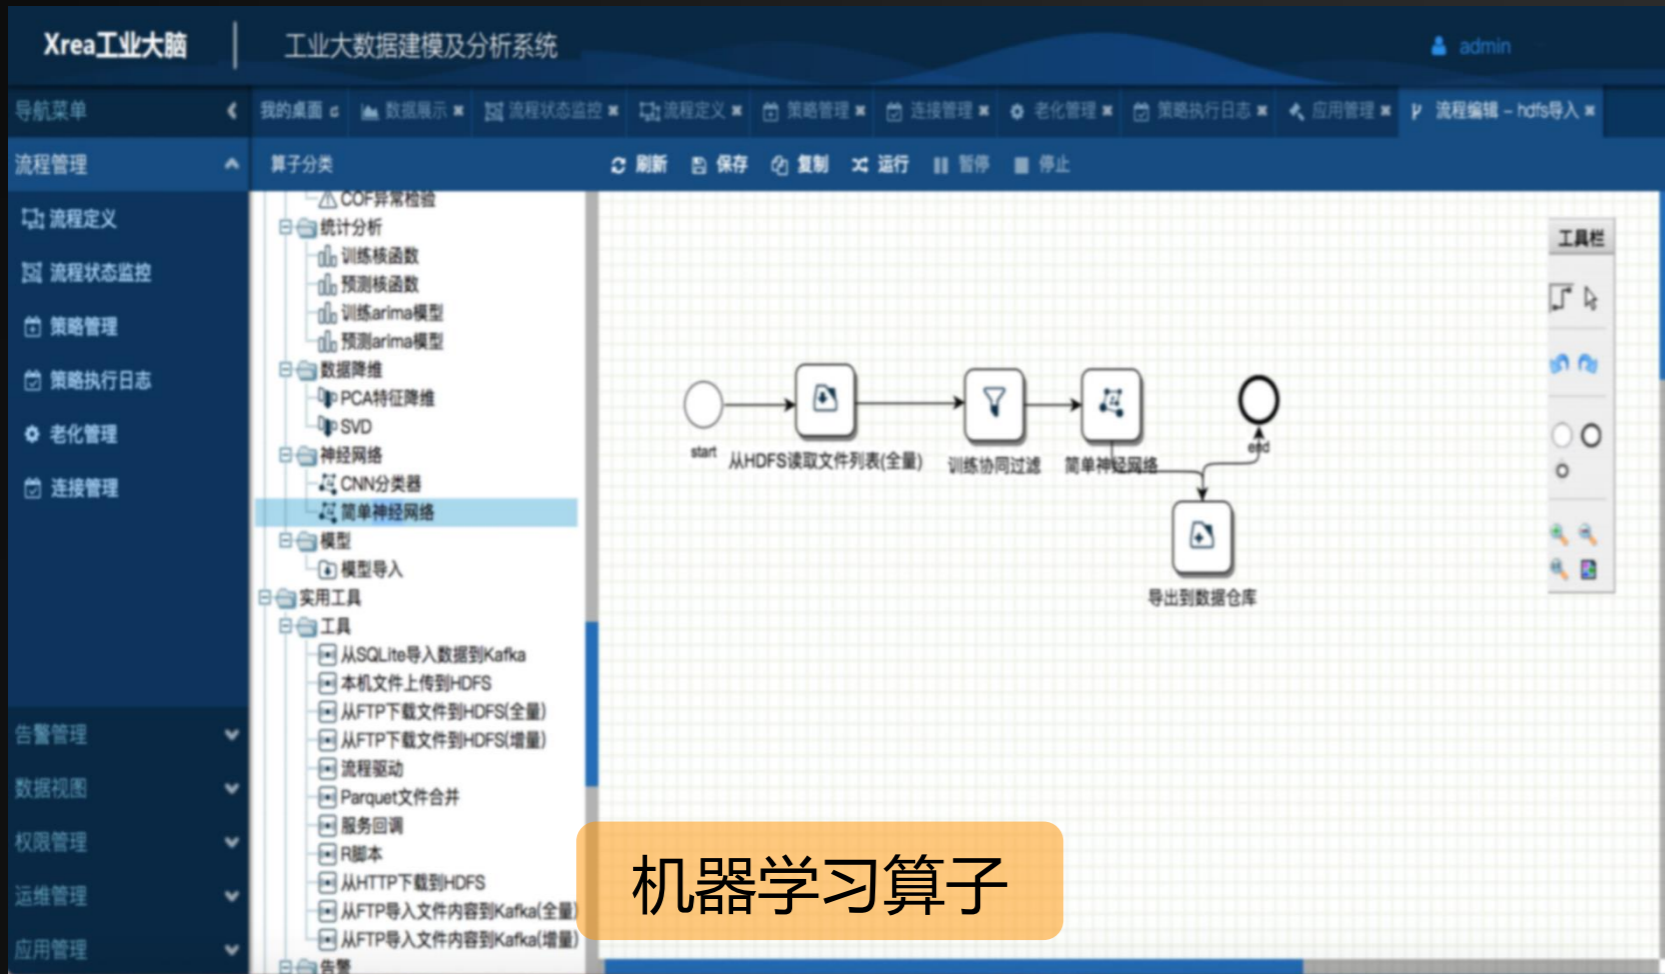 Xrea工业大脑
工业大数据建模及分析系统
admin
导航菜单
我的桌面
数据展示
流程状态监控
流程定义
策略管理
连接管理
老化管理
策略执行日志
应用管理
流程编辑 – hdfs导入
流程管理
算子分类
刷新
保存
复制
运行
暂停
停止
流程定义
流程状态监控
策略管理
策略执行日志
老化管理
连接管理
告警管理
数据视图
权限管理
运维管理
应用管理
COF异常检验
统计分析
训练核函数
预测核函数
训练arima模型
预测arima模型
数据降维
PCA特征降维
SVD
神经网络
CNN分类器
简单神经网络
模型
模型导入
实用工具
工具
从SQLite导入数据到Kafka
本机文件上传到HDFS
从FTP下载文件到HDFS(全量)
从FTP下载文件到HDFS(增量)
流程驱动
Parquet文件合并
服务回调
R脚本
从HTTP下载到HDFS
从FTP导入文件内容到Kafka(全量)
从FTP导入文件内容到Kafka(增量)
告警
工具栏
start
从HDFS读取文件列表(全量)
训练协同过滤
简单神经网络
end
导出到数据仓库
机器学习算子